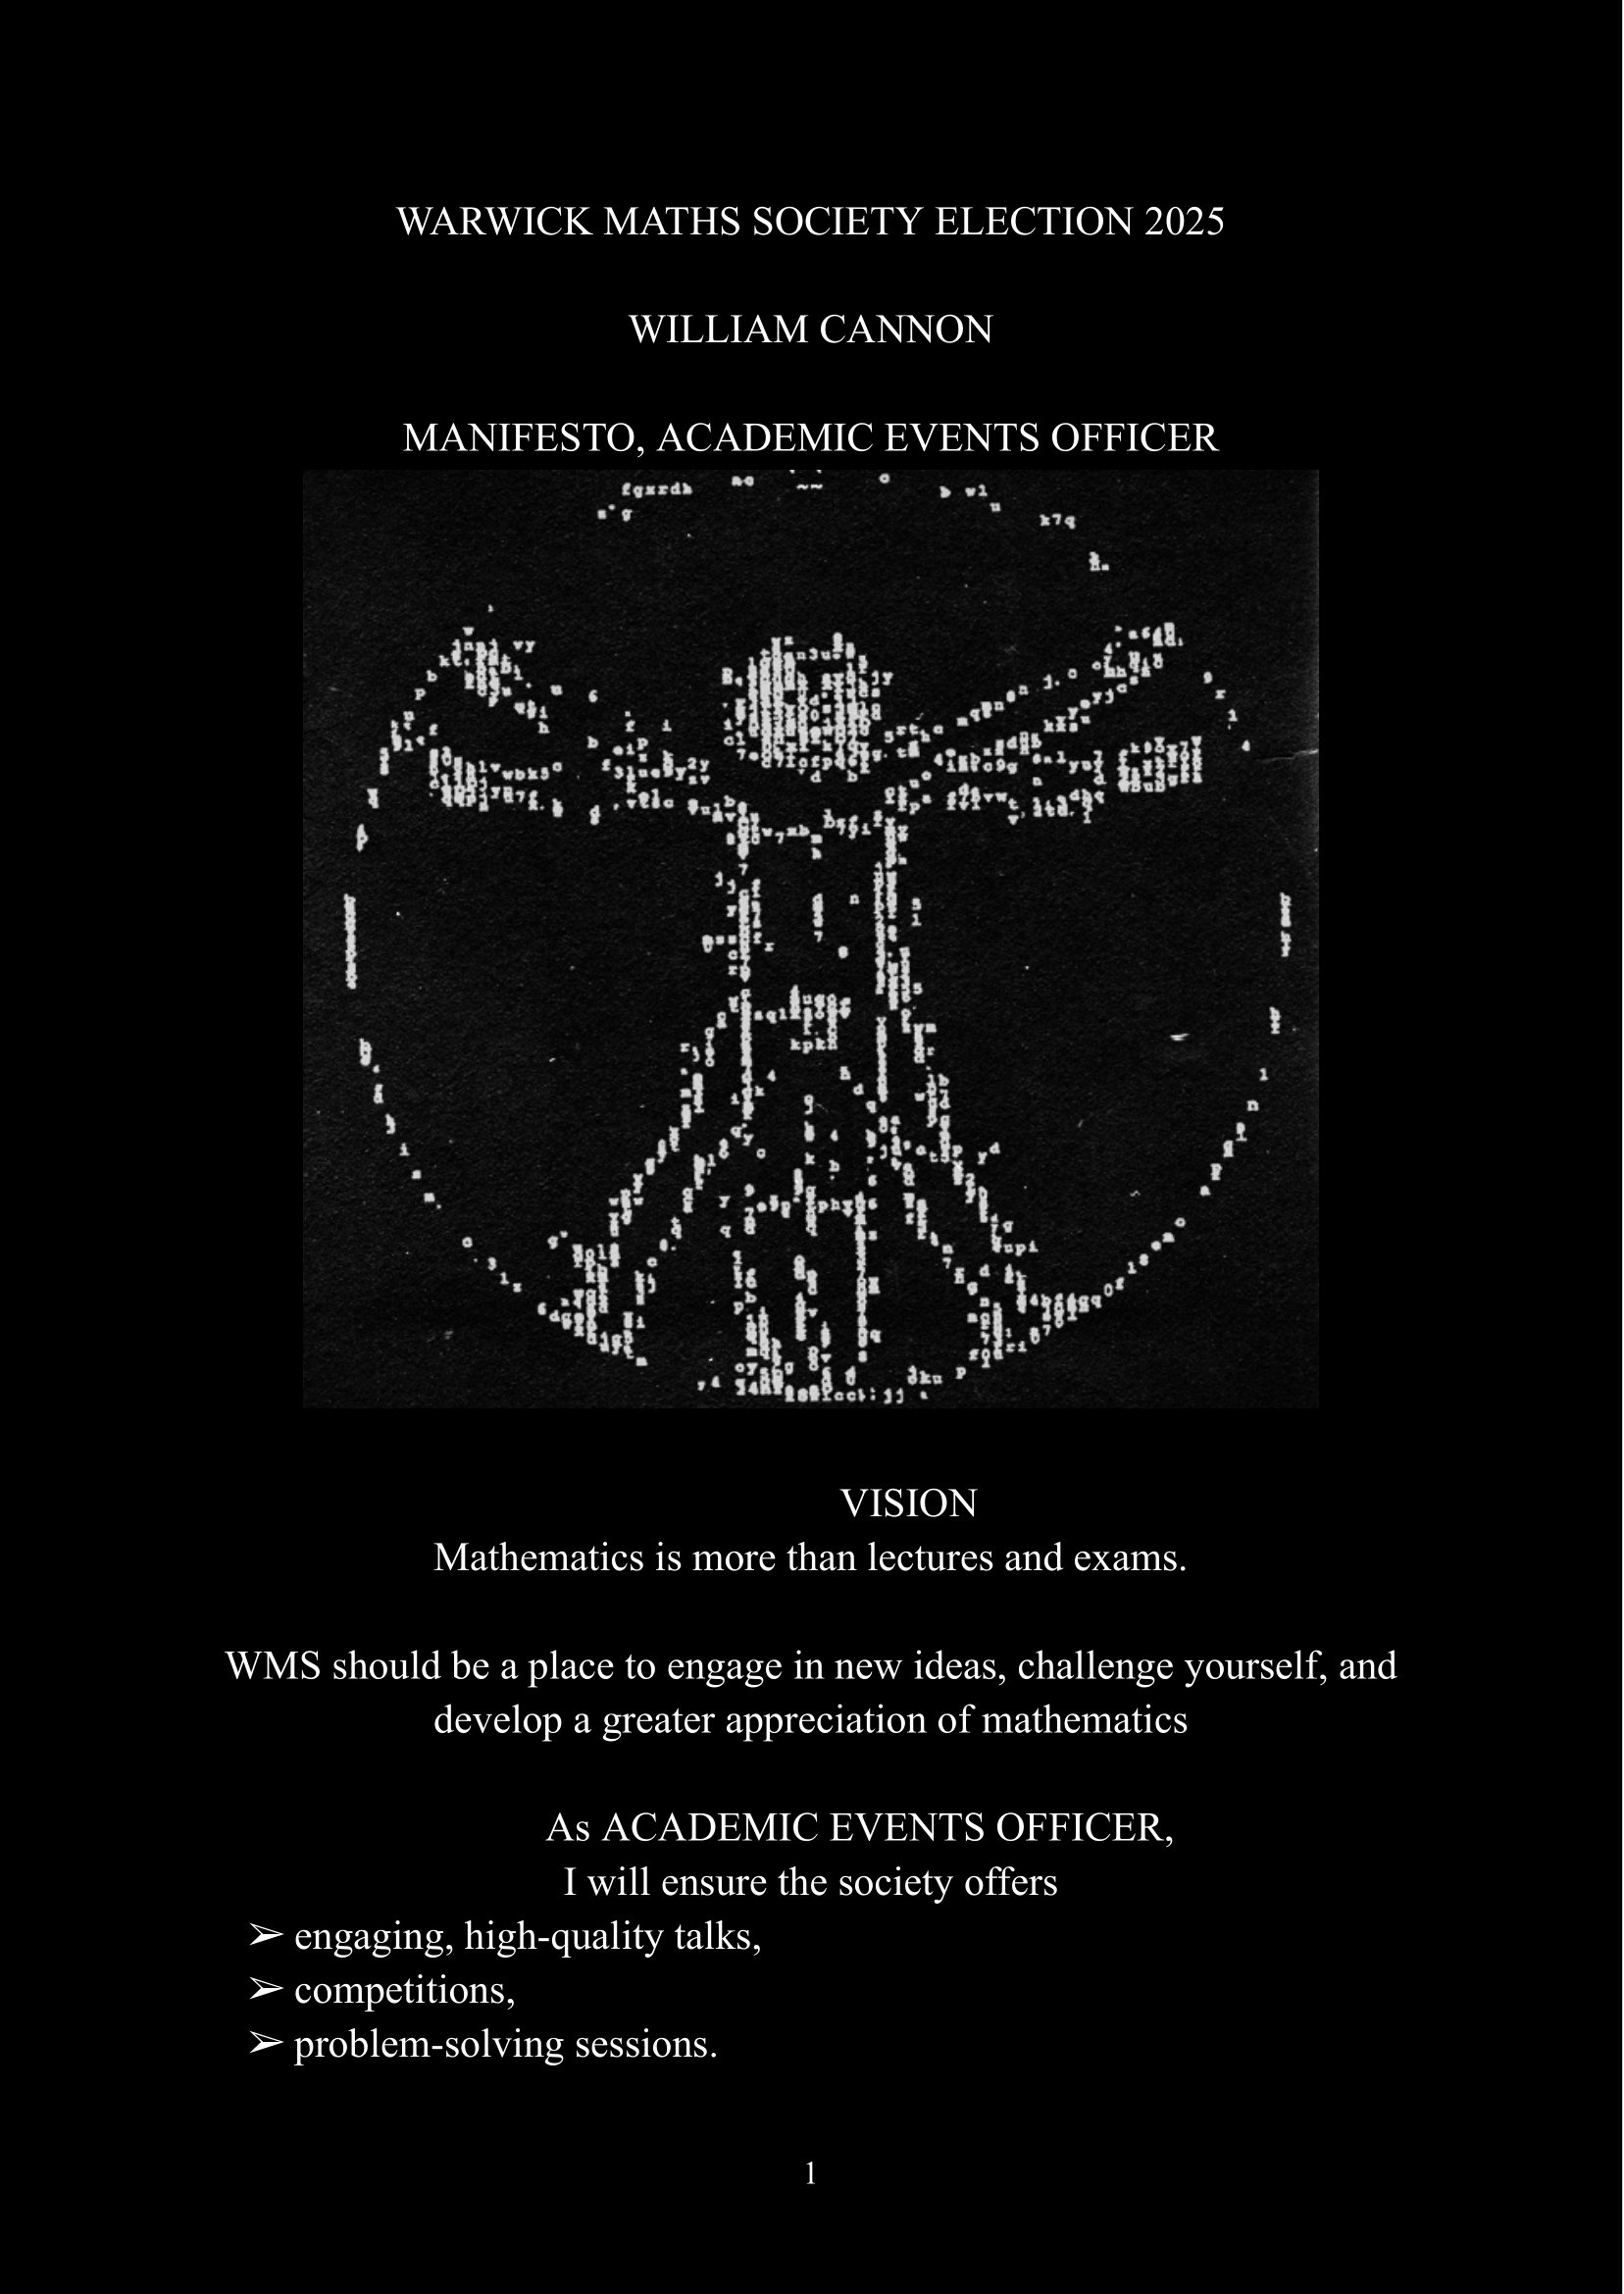 WARWICK MATHS SOCIETY ELECTION 2025
WILLIAM CANNON
MANIFESTO, ACADEMIC EVENTS OFFICER
VISION
Mathematics is more than lectures and exams.
WMS should be a place to engage in new ideas, challenge yourself, and
develop a greater appreciation of mathematics
As ACADEMIC EVENTS OFFICER,
I will ensure the society offers
➢ engaging, high-quality talks,
➢ competitions,
➢ problem-solving sessions.
1